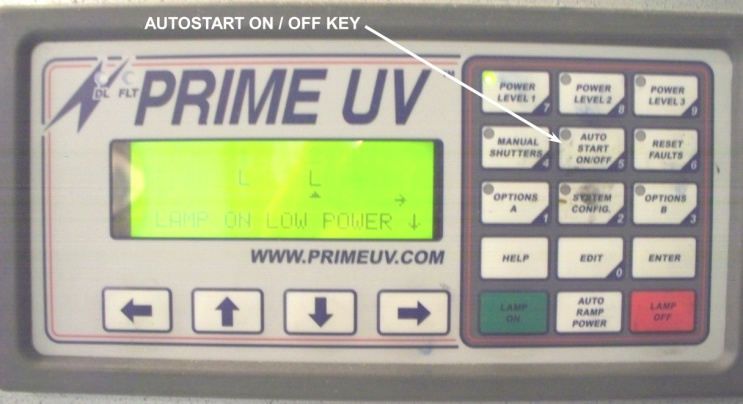 AUTOSTART ON / OFF KEY
DL FLT
PRIME UV
L L
→
LAMP ON LOW POWER ↓
WWW.PRIMEUV.COM
POWER
LEVEL 1
7
POWER
LEVEL 2
8
POWER
LEVEL 3
9
MANUAL
SHUTTERS
4
AUTO
START
ON/OFF
5
RESET
FAULTS
6
OPTIONS
A
1
SYSTEM
CONFIG.
2
OPTIONS
B
3
HELP
EDIT
0
ENTER
LAMP
ON
AUTO
RAMP
POWER
LAMP
OFF